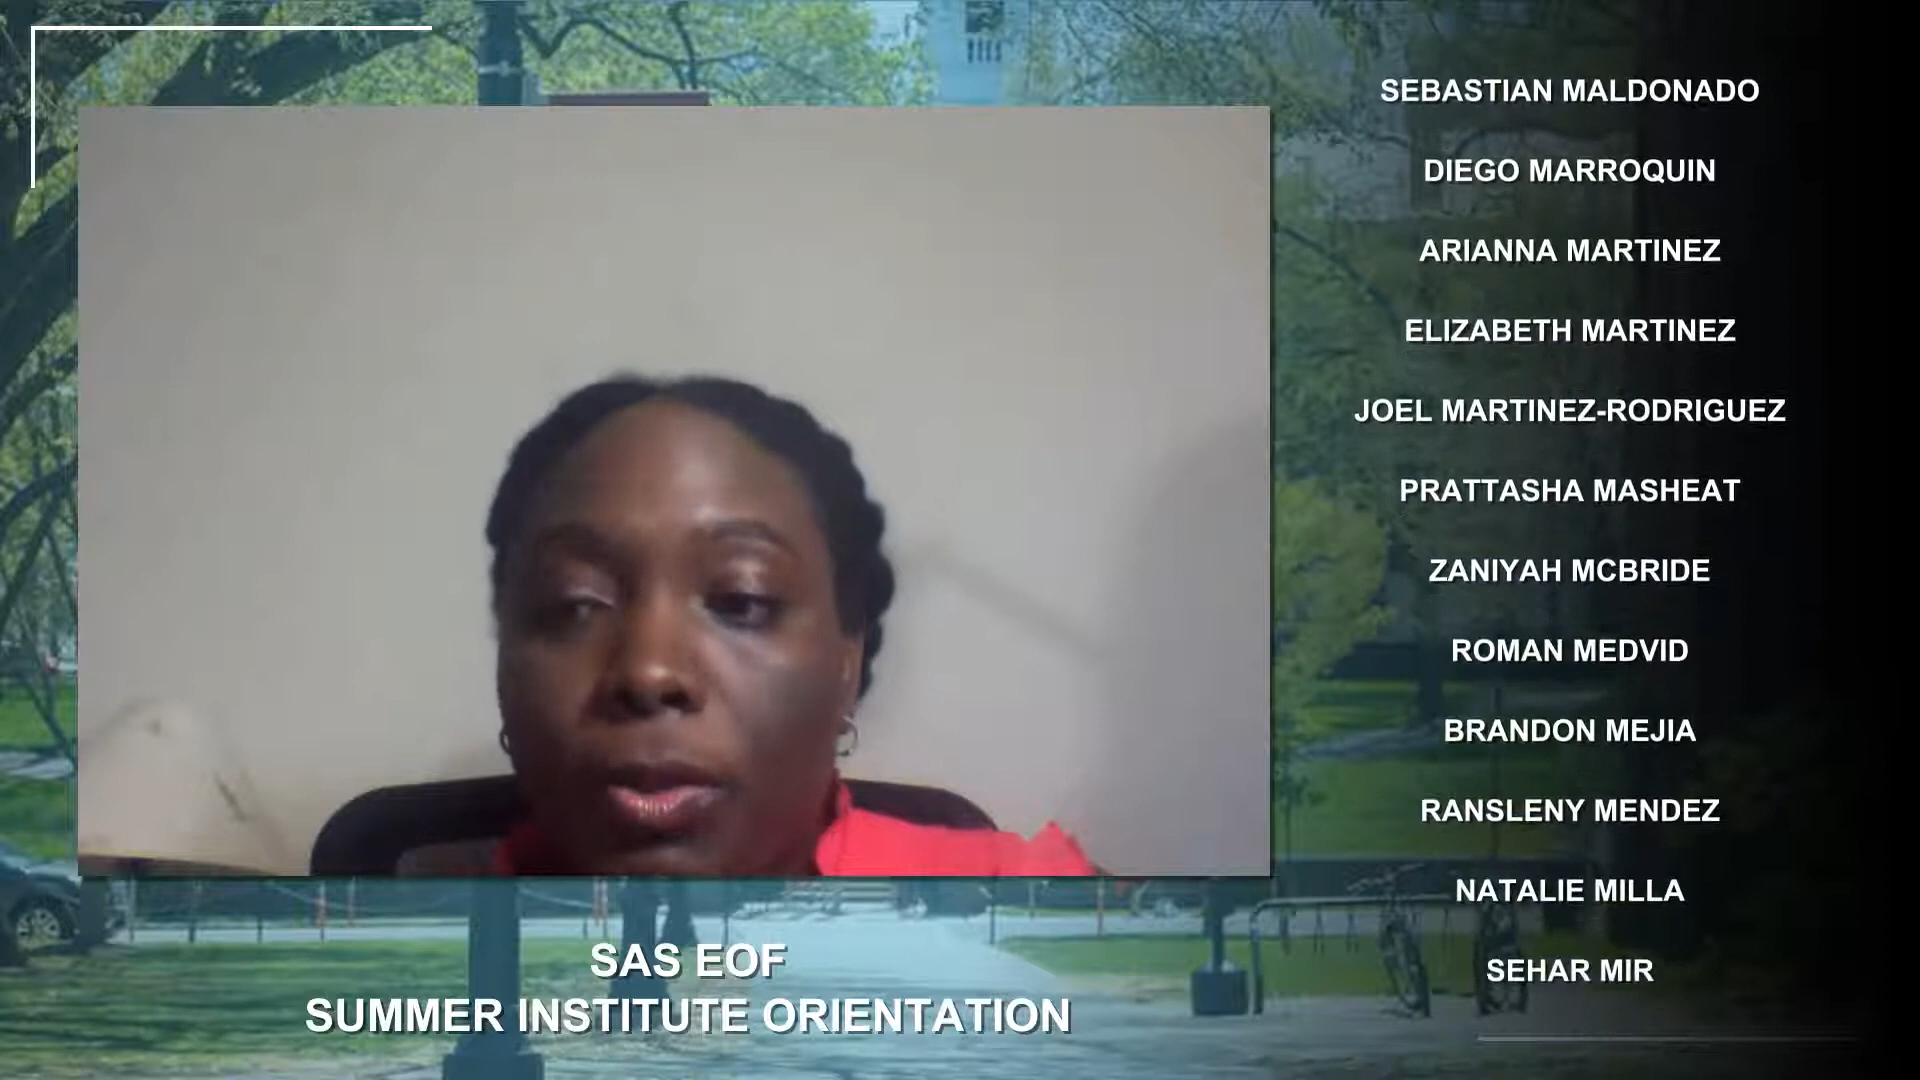 SEBASTIAN MALDONADO
DIEGO MARROQUIN
ARIANNA MARTINEZ
ELIZABETH MARTINEZ
JOEL MARTINEZ-RODRIGUEZ
PRATTASHA MASHEAT
ZANIYAH MCBRIDE
ROMAN MEDVID
BRANDON MEJIA
RANSLENY MENDEZ
NATALIE MILLA
SEHAR MIR
SAS EOF
SUMMER INSTITUTE ORIENTATION